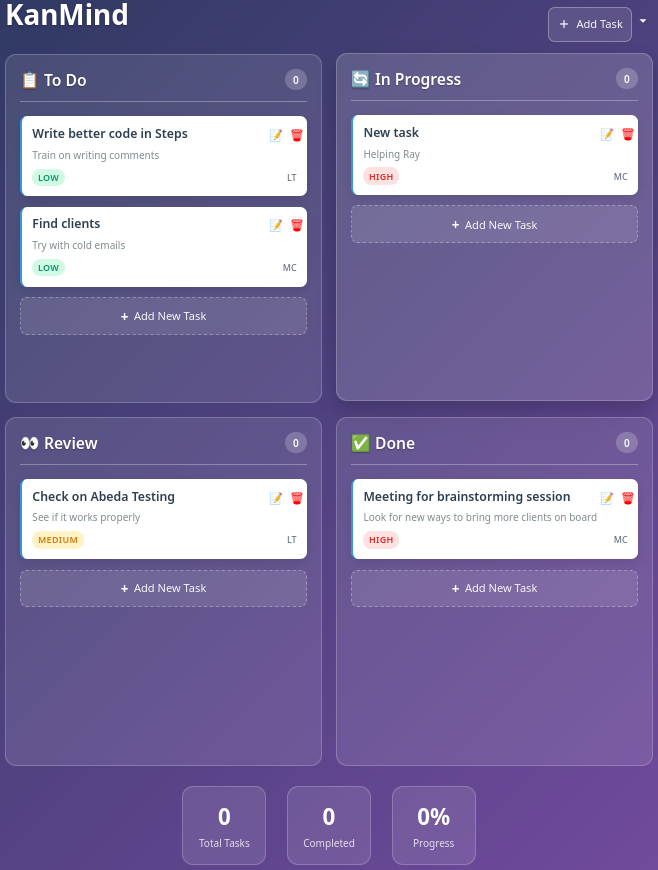 KanMind
+ Add Task
To Do 0
Write better code in Steps
Train on writing comments
LOW LT
Find clients
Try with cold emails
LOW MC
+ Add New Task
In Progress 0
New task
Helping Ray
HIGH MC
+ Add New Task
Review 0
Check on Abeda Testing
See if it works properly
MEDIUM LT
+ Add New Task
Done 0
Meeting for brainstorming session
Look for new ways to bring more clients on board
HIGH MC
+ Add New Task
0
Total Tasks
0
Completed
0%
Progress